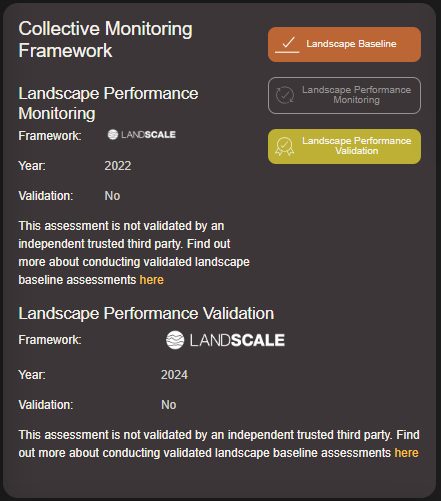 Collective Monitoring
Framework
Landscape Baseline
Landscape Performance
Monitoring
Landscape Performance
Validation
Landscape Performance
Monitoring
Framework:
LANDSCALE
Year:
2022
Validation:
No
This assessment is not validated by an
independent trusted third party. Find out
more about conducting validated landscape
baseline assessments here
Landscape Performance Validation
Framework:
LANDSCALE
Year:
2024
Validation:
No
This assessment is not validated by an independent trusted third party. Find
out more about conducting validated landscape baseline assessments here